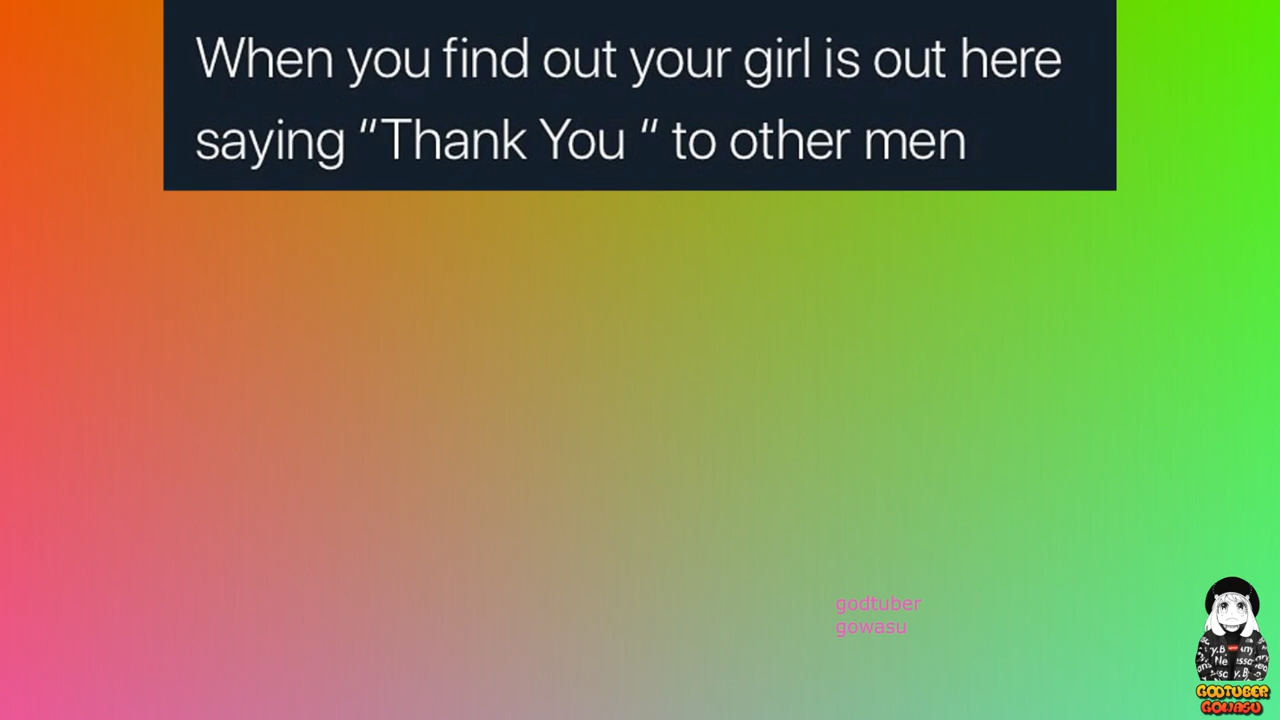 When you find out your girl is out here
saying “Thank You “ to other men
godtuber
gowasu
GODTUBER
GOWASU